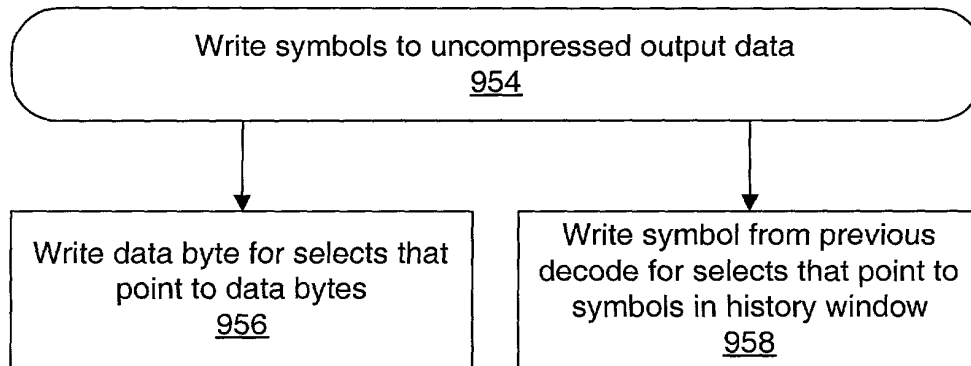 Write symbols to uncompressed output data
954
Write data byte for selects that
point to data bytes
956
Write symbol from previous
decode for selects that point to
symbols in history window
958